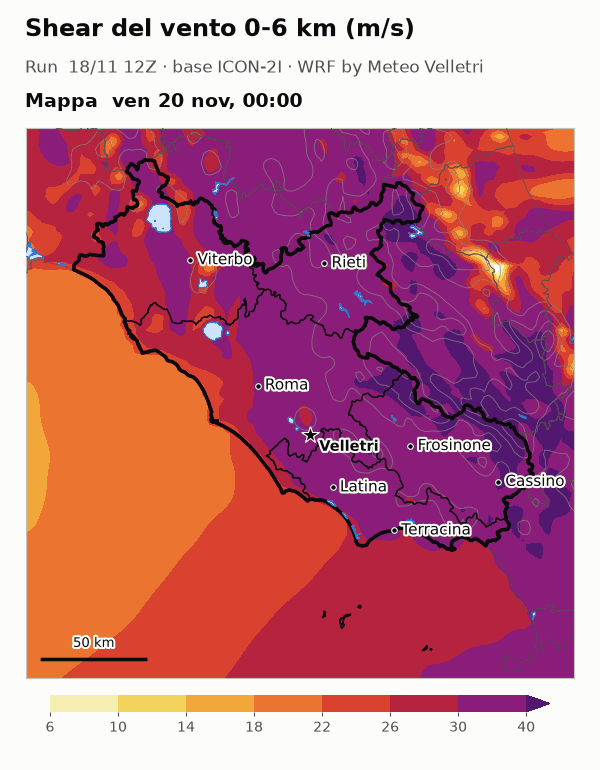 Shear del vento 0-6 km (m/s)
Run  18/11 12Z · base ICON-2I · WRF by Meteo Velletri
Mappa  ven 20 nov, 00:00
Viterbo
Rieti
Roma
Velletri
Frosinone
Cassino
Latina
Terracina
50 km
6 10 14 18 22 26 30 40